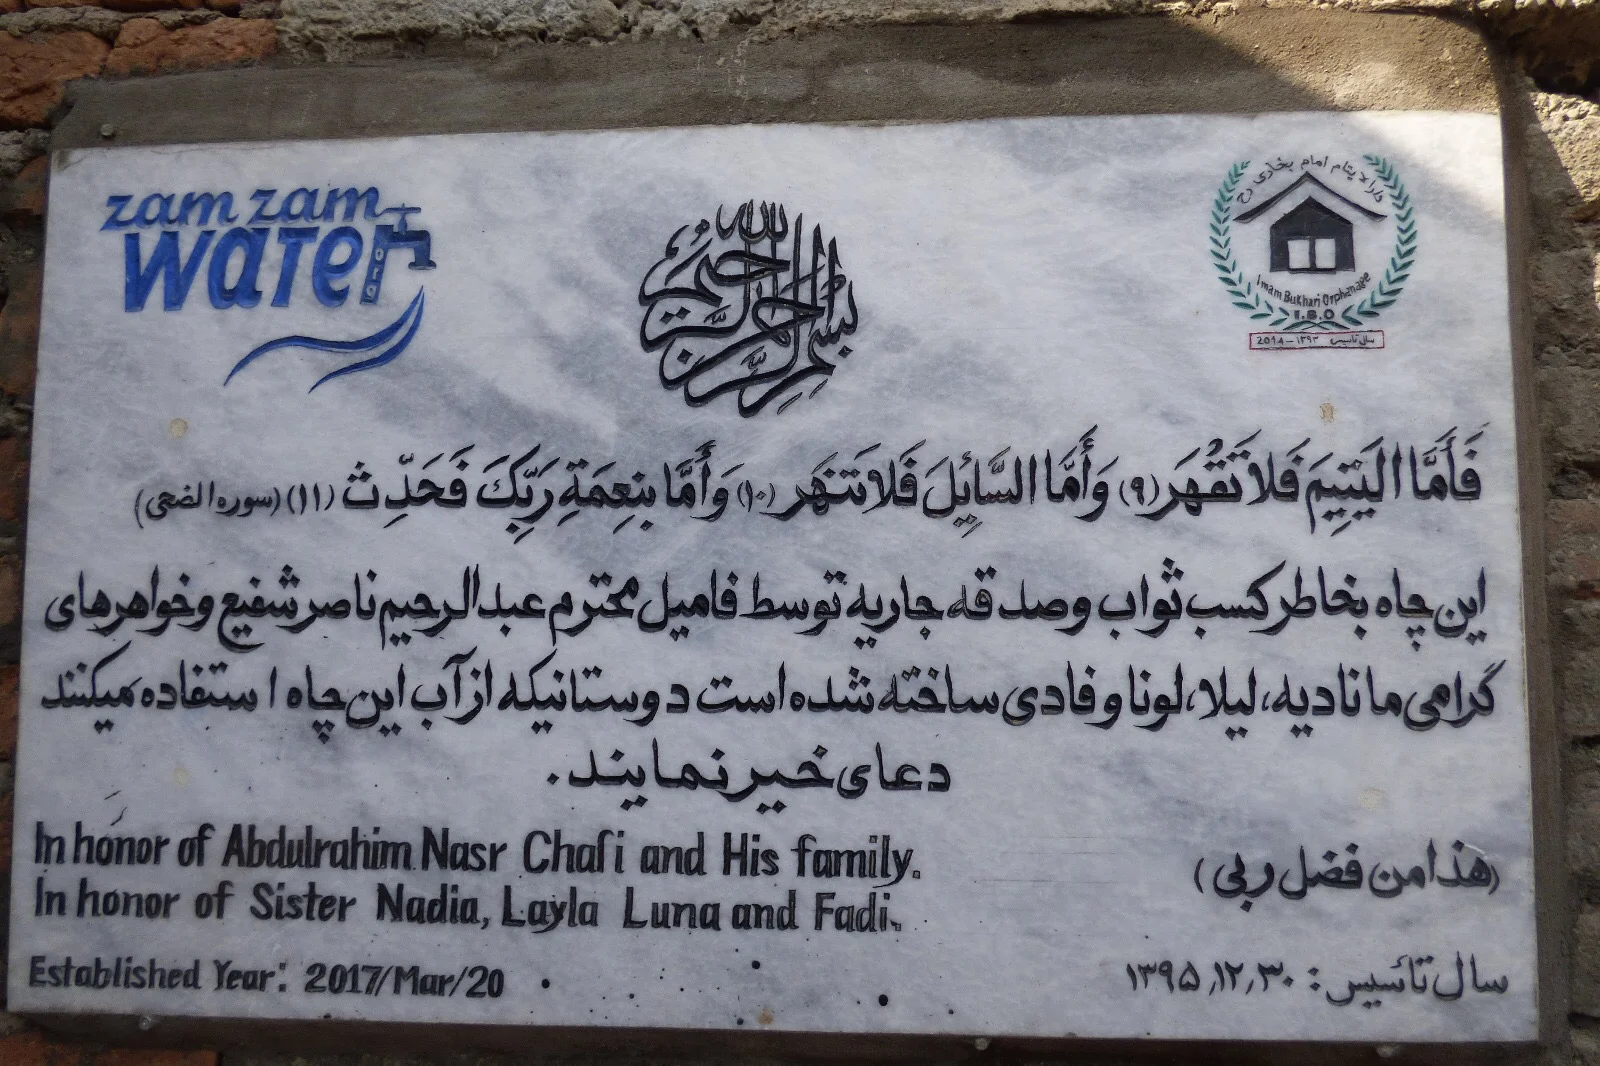 zam zam
water
org
بسم الله الرحمن الرحیم
دارالایتام امام بخاری رح
Imam Bukhari Orphanage
I.B.O
2014 – ۱۳۹۳ سال تاسیس
فَأَمَّا الْيَتِيمَ فَلَا تَقْهَر (۹) وَأَمَّا السَّائِلَ فَلَا تَنْهَر (۱۰) وَأَمَّا بِنِعمَةِ رَبِّكَ فَحَدِّث (۱۱) (سوره الضحی)
این چاه بخاطر کسب ثواب وصدقه جاریه توسط فامیل محترم عبدالرحیم ناصر شفیع وخواهرهای
گرامی ما نادیه، لیلا، لونا وفادی ساخته شده است دوستانیکه از آب این چاه استفاده میکنند
دعای خیر نمایند.
In honor of Abdulrahim Nasr Chafi and His family.
In honor of Sister Nadia, Layla Luna and Fadi.
(هذا من فضل ربی)
Established Year: 2017/Mar/20
سال تأسیس: ۱۳۹۵,۱۲,۳۰